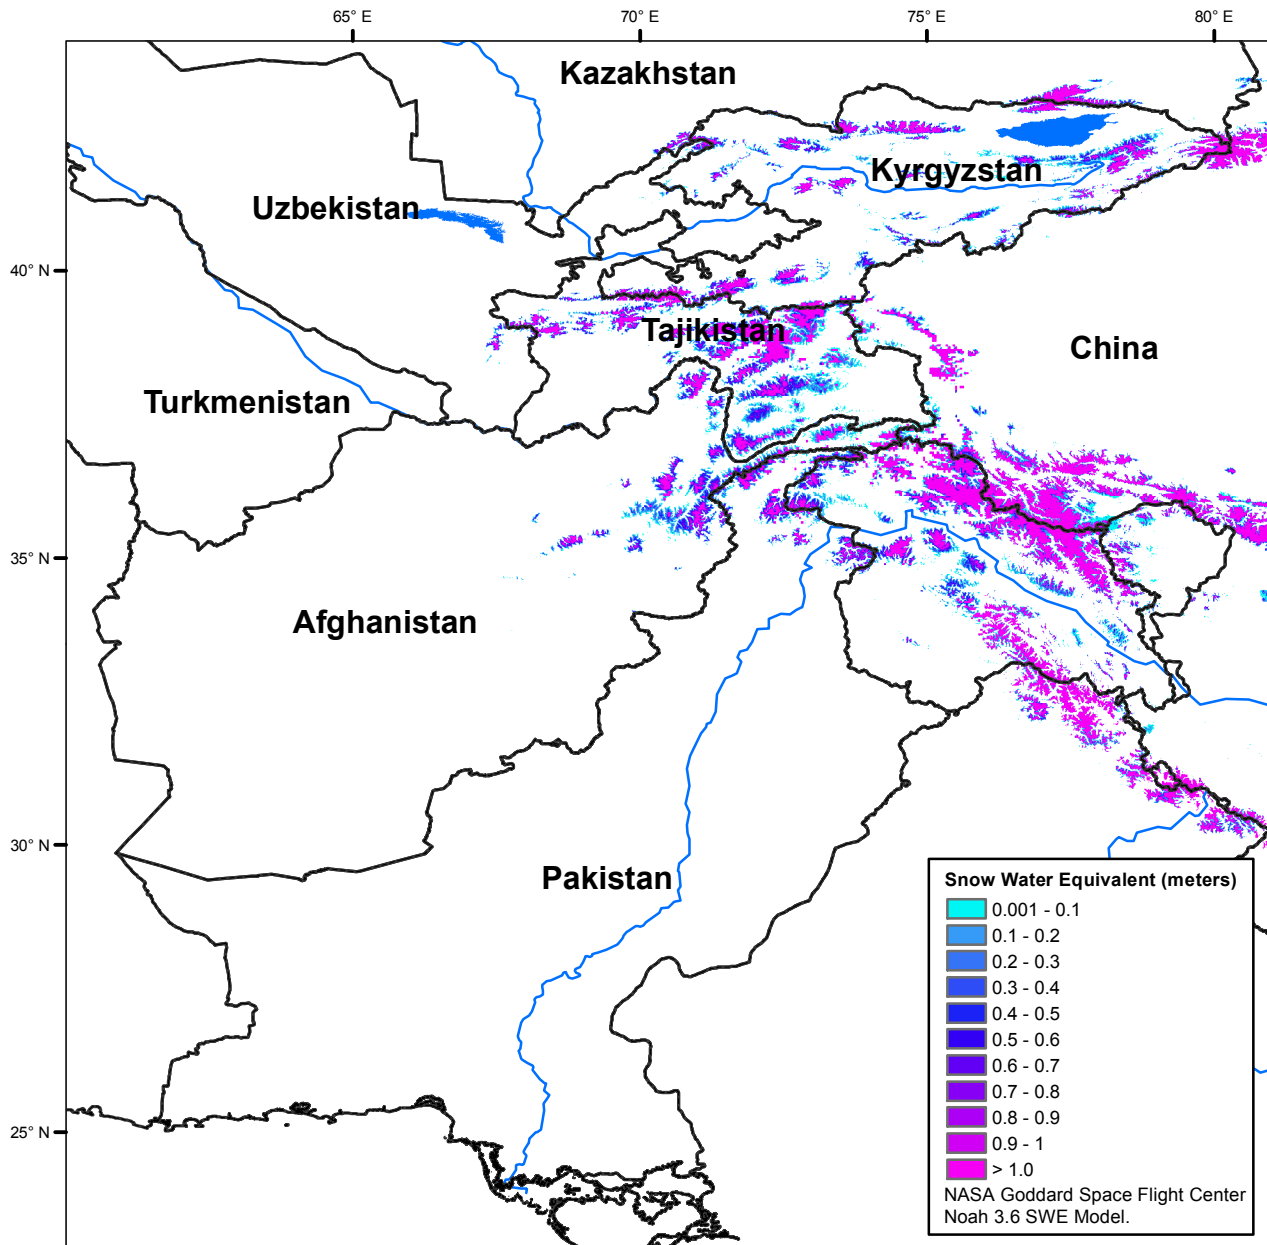 65° E
70° E
75° E
80° E
Kazakhstan
Kyrgyzstan
Uzbekistan
40° N
Tajikistan
China
Turkmenistan
35° N
Afghanistan
30° N
Pakistan
25° N
Snow Water Equivalent (meters)
0.001 - 0.1
0.1 - 0.2
0.2 - 0.3
0.3 - 0.4
0.4 - 0.5
0.5 - 0.6
0.6 - 0.7
0.7 - 0.8
0.8 - 0.9
0.9 - 1
> 1.0
NASA Goddard Space Flight Center
Noah 3.6 SWE Model.